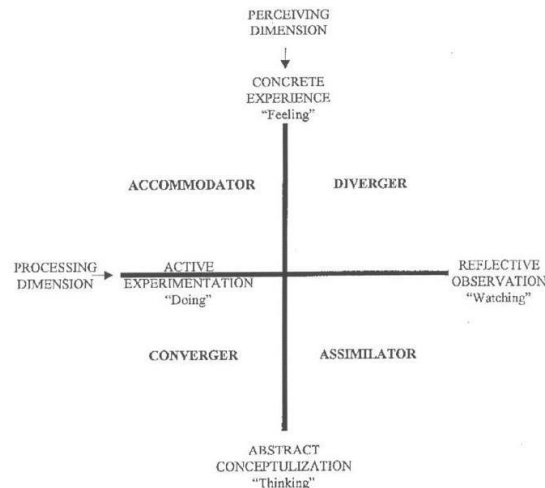 PERCEIVING
DIMENSION
CONCRETE
EXPERIENCE
“Feeling”
ACCOMMODATOR
DIVERGER
PROCESSING
DIMENSION
ACTIVE
EXPERIMENTATION
“Doing”
REFLECTIVE
OBSERVATION
“Watching”
CONVERGER
ASSIMILATOR
ABSTRACT
CONCEPTULIZATION
“Thinking”